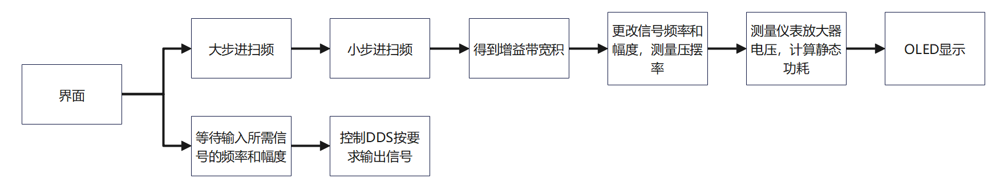 界面
大步进扫频
小步进扫频
得到增益带宽积
更改信号频率和
幅度，测量压摆
率
测量仪表放大器
电压，计算静态
功耗
OLED显示
等待输入所需信
号的频率和幅度
控制DDS按要
求输出信号